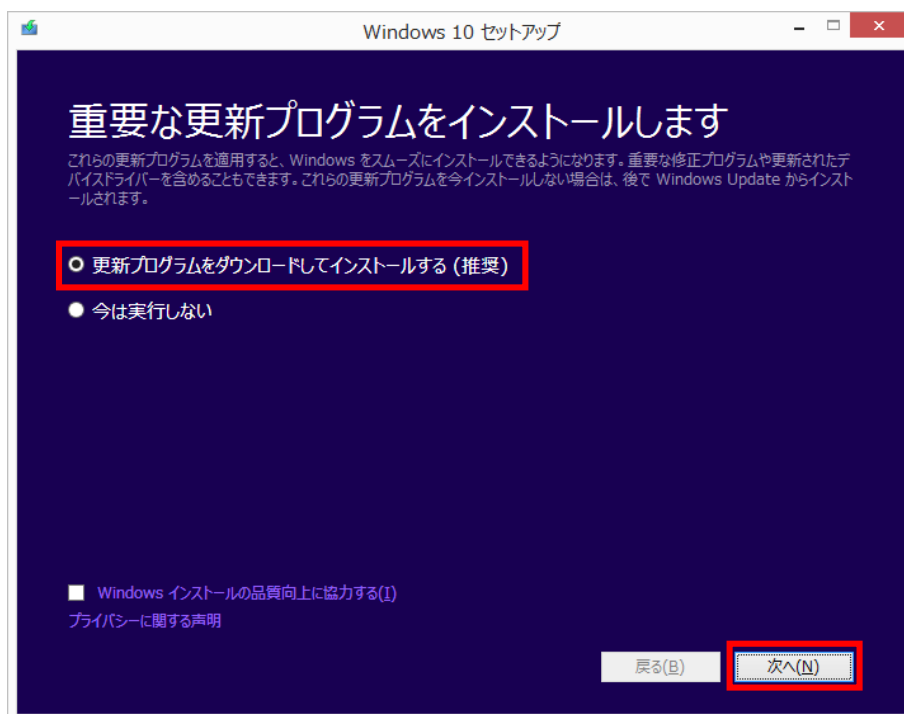 Windows 10 セットアップ
重要な更新プログラムをインストールします
これらの更新プログラムを適用すると、Windows をスムーズにインストールできるようになります。重要な修正プログラムや更新されたデ
バイスドライバーを含めることもできます。これらの更新プログラムを今インストールしない場合は、後で Windows Update からインスト
ールされます。
更新プログラムをダウンロードしてインストールする (推奨)
今は実行しない
Windows インストールの品質向上に協力する(I)
プライバシーに関する声明
戻る(B)
次へ(N)